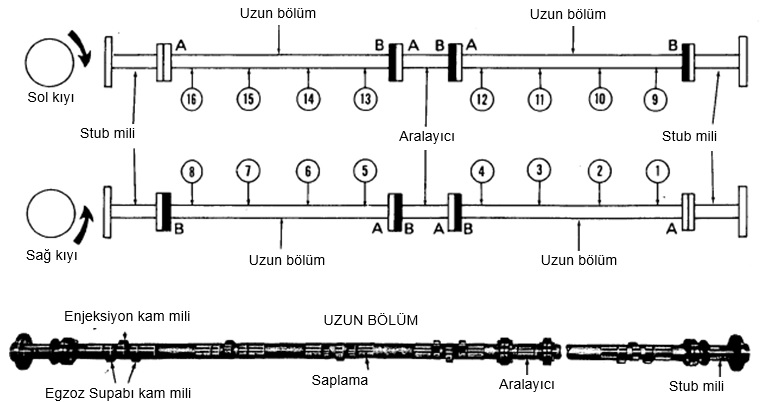 Uzun bölüm
Uzun bölüm
A B A B A B
16 15 14 13 12 11 10 9
Sol kıyı
Stub mili
Aralayıcı
Stub mili
8 7 6 5 4 3 2 1
B A B A B A
Sağ kıyı
Uzun bölüm
Uzun bölüm
Enjeksiyon kam mili
UZUN BÖLÜM
Egzoz Supabı kam mili
Saplama
Aralayıcı
Stub mili